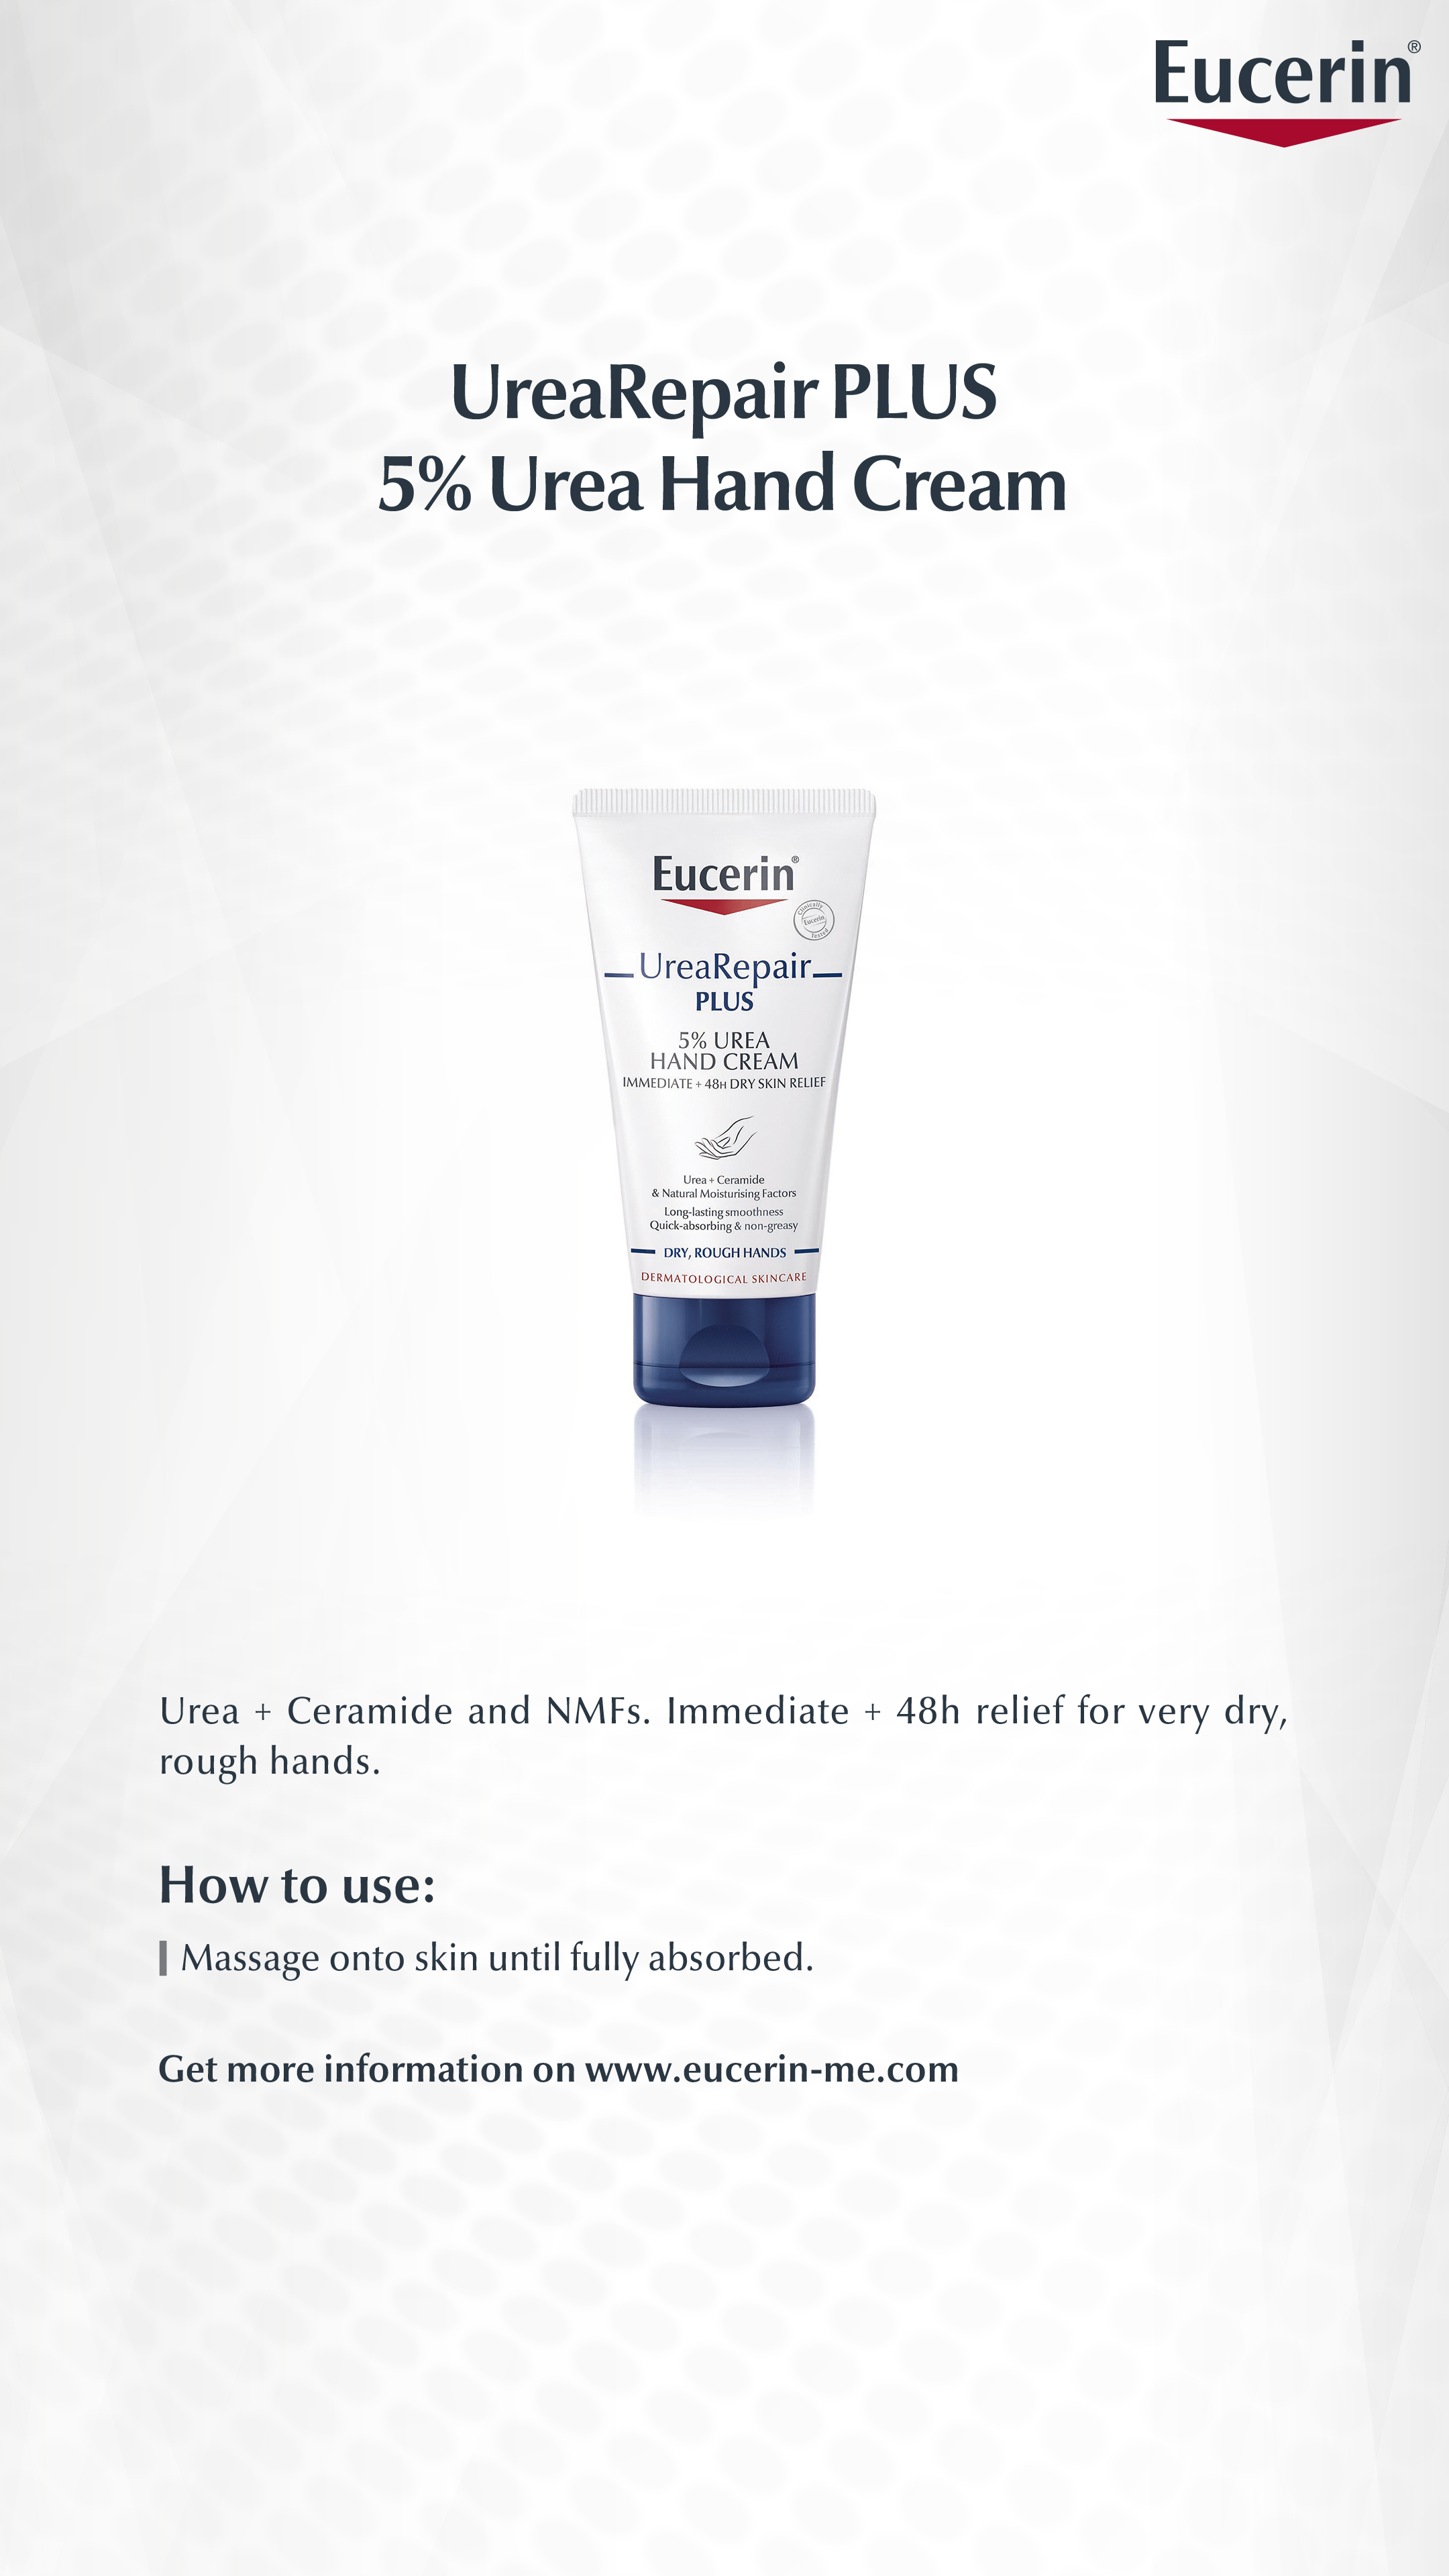 Eucerin®
UreaRepair PLUS
5% Urea Hand Cream
Eucerin®
Clinically
Eucerin
Tested
UreaRepair
PLUS
5% UREA
HAND CREAM
IMMEDIATE + 48H DRY SKIN RELIEF
Urea + Ceramide
& Natural Moisturising Factors
Long-lasting smoothness
Quick-absorbing & non-greasy
DRY, ROUGH HANDS
DERMATOLOGICAL SKINCARE
Urea + Ceramide and NMFs. Immediate + 48h relief for very dry,
rough hands.
How to use:
Massage onto skin until fully absorbed.
Get more information on www.eucerin-me.com